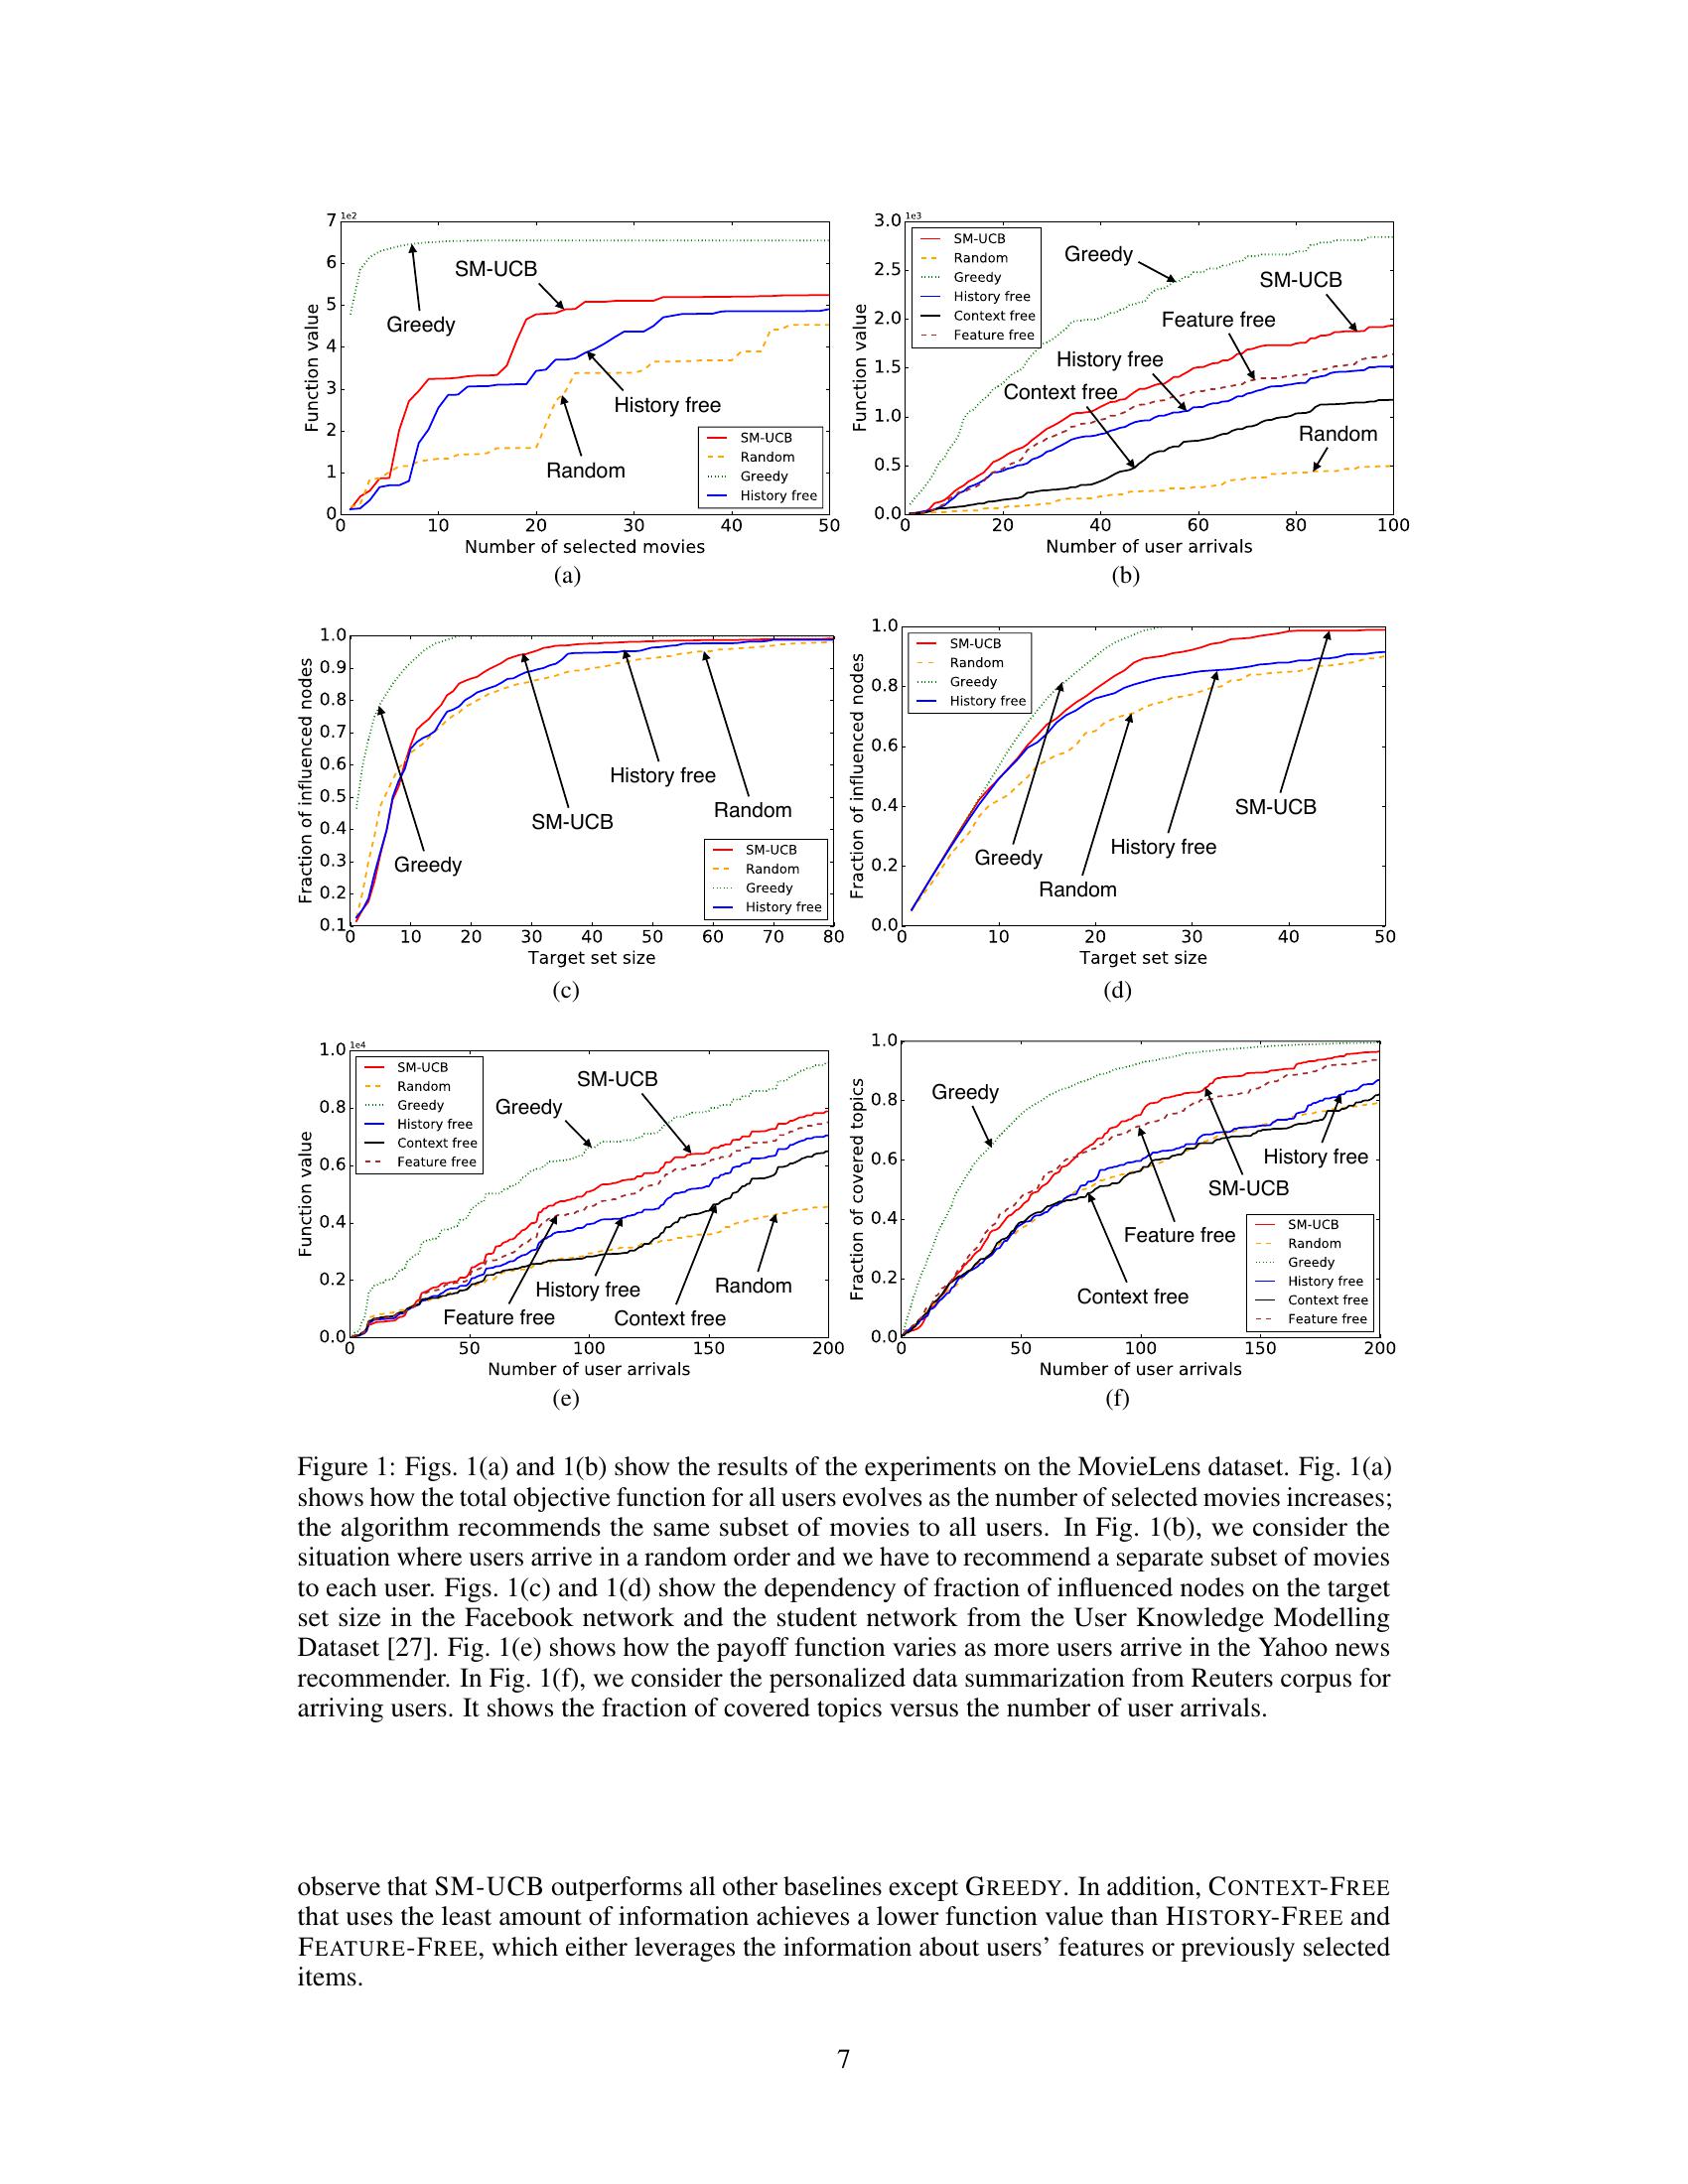 7 1e2
6
5
4
3
2
1
0
0 10 20 30 40 50
Function value
Number of selected movies
Greedy
SM-UCB
History free
Random
SM-UCB
Random
Greedy
History free
(a)
3.0 1e3
2.5
2.0
1.5
1.0
0.5
0.0
0 20 40 60 80 100
Function value
Number of user arrivals
SM-UCB
Random
Greedy
History free
Context free
Feature free
Greedy
SM-UCB
Feature free
History free
Context free
Random
(b)
1.0
0.9
0.8
0.7
0.6
0.5
0.4
0.3
0.2
0.1
0 10 20 30 40 50 60 70 80
Fraction of influenced nodes
Target set size
History free
Random
SM-UCB
Greedy
SM-UCB
Random
Greedy
History free
(c)
1.0
0.8
0.6
0.4
0.2
0.0
0 10 20 30 40 50
Fraction of influenced nodes
Target set size
SM-UCB
Random
Greedy
History free
SM-UCB
History free
Greedy
Random
(d)
1.0 1e4
0.8
0.6
0.4
0.2
0.0
0 50 100 150 200
Function value
Number of user arrivals
SM-UCB
Random
Greedy
History free
Context free
Feature free
SM-UCB
Greedy
History free
Random
Feature free
Context free
(e)
1.0
0.8
0.6
0.4
0.2
0.0
0 50 100 150 200
Fraction of covered topics
Number of user arrivals
Greedy
History free
SM-UCB
Feature free
Context free
SM-UCB
Random
Greedy
History free
Context free
Feature free
(f)
Figure 1: Figs. 1(a) and 1(b) show the results of the experiments on the MovieLens dataset. Fig. 1(a)
shows how the total objective function for all users evolves as the number of selected movies increases;
the algorithm recommends the same subset of movies to all users. In Fig. 1(b), we consider the
situation where users arrive in a random order and we have to recommend a separate subset of movies
to each user. Figs. 1(c) and 1(d) show the dependency of fraction of influenced nodes on the target
set size in the Facebook network and the student network from the User Knowledge Modelling
Dataset [27]. Fig. 1(e) shows how the payoff function varies as more users arrive in the Yahoo news
recommender. In Fig. 1(f), we consider the personalized data summarization from Reuters corpus for
arriving users. It shows the fraction of covered topics versus the number of user arrivals.
observe that SM-UCB outperforms all other baselines except GREEDY. In addition, CONTEXT-FREE
that uses the least amount of information achieves a lower function value than HISTORY-FREE and
FEATURE-FREE, which either leverages the information about users' features or previously selected
items.
7